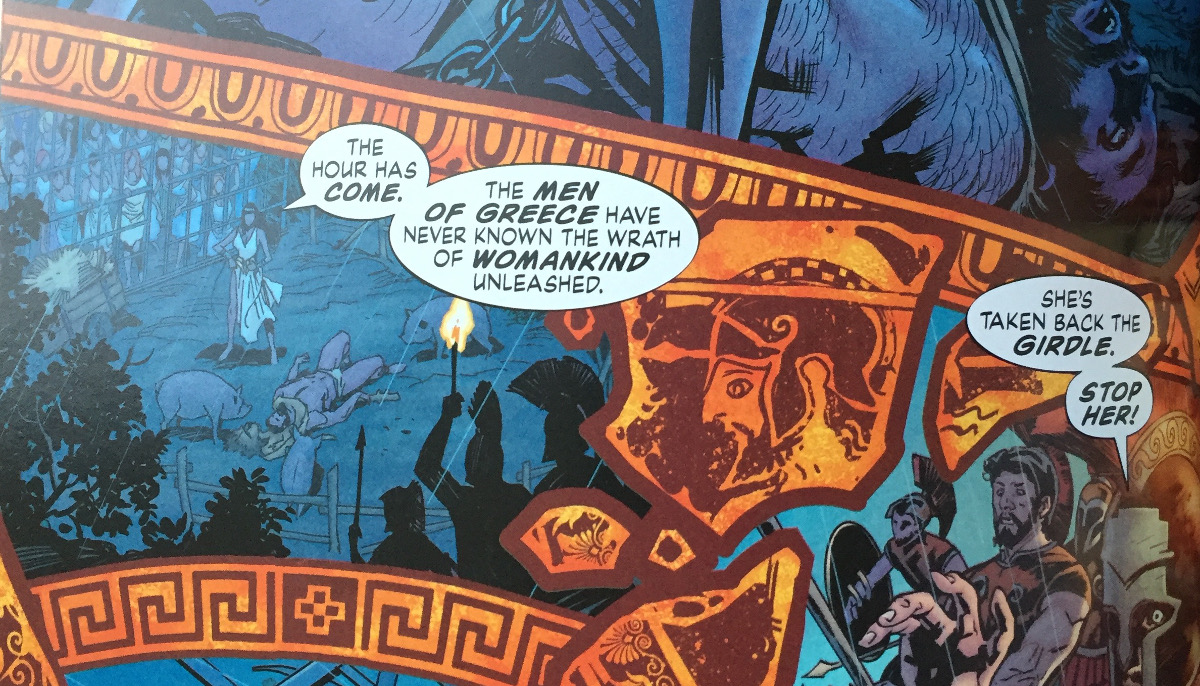 THE
HOUR HAS
COME.
THE MEN
OF GREECE HAVE
NEVER KNOWN THE WRATH
OF WOMANKIND
UNLEASHED.
SHE'S
TAKEN BACK THE
GIRDLE.
STOP
HER!